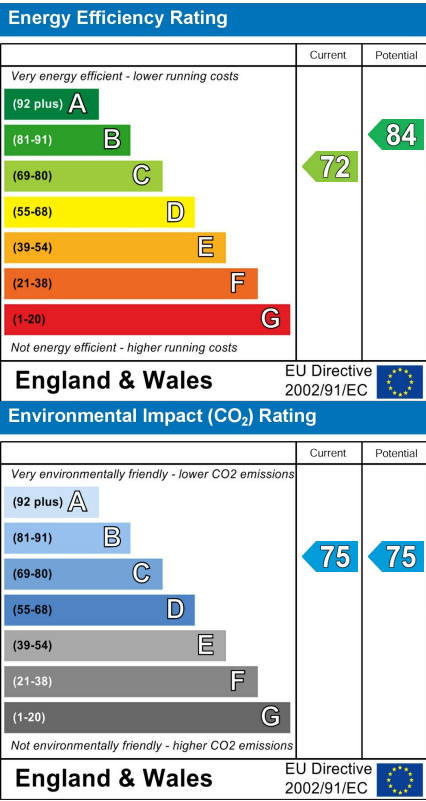 Energy Efficiency Rating
Current Potential
Very energy efficient - lower running costs
(92 plus) A
(81-91) B
84
(69-80) C
72
(55-68) D
(39-54) E
(21-38) F
(1-20) G
Not energy efficient - higher running costs
England & Wales
EU Directive
2002/91/EC
Environmental Impact (CO₂) Rating
Current Potential
Very environmentally friendly - lower CO2 emissions
(92 plus) A
(81-91) B
(69-80) C
75 75
(55-68) D
(39-54) E
(21-38) F
(1-20) G
Not environmentally friendly - higher CO2 emissions
England & Wales
EU Directive
2002/91/EC